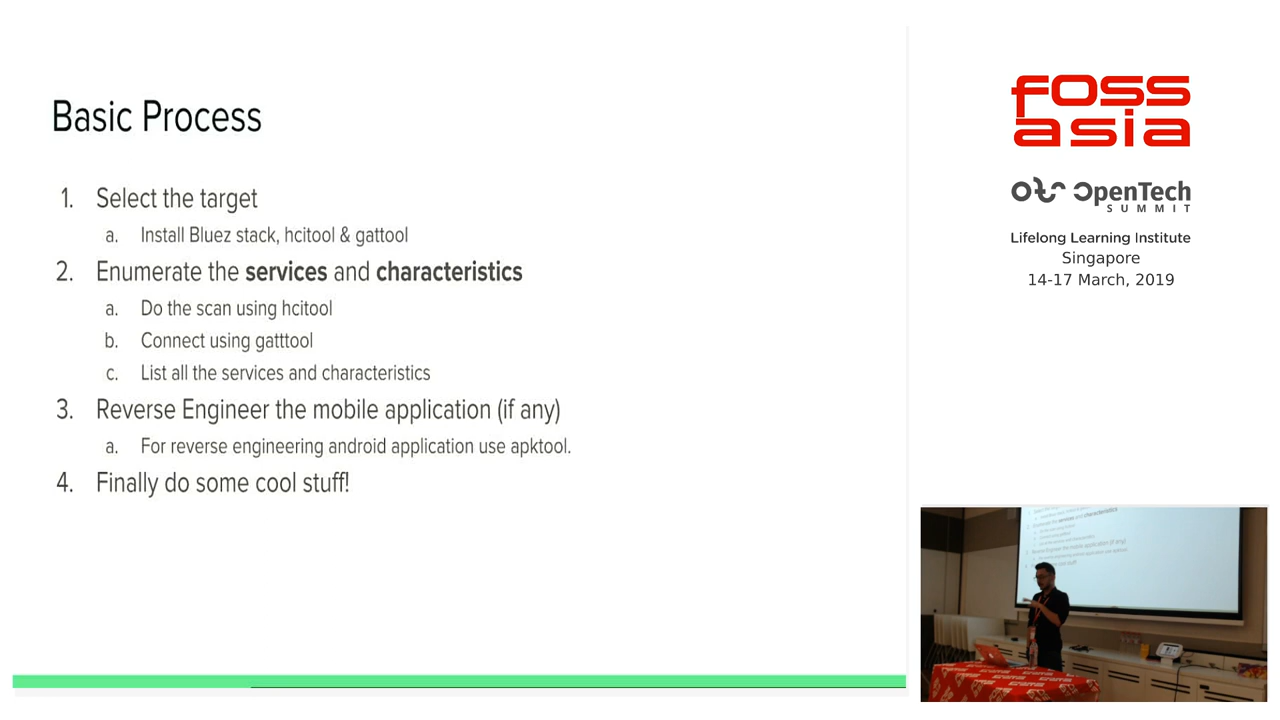 Basic Process
1. Select the target
a. Install Bluez stack, hcitool & gattool
2. Enumerate the services and characteristics
a. Do the scan using hcitool
b. Connect using gatttool
c. List all the services and characteristics
3. Reverse Engineer the mobile application (if any)
a. For reverse engineering android application use apktool.
4. Finally do some cool stuff!
foss
asia
OpenTech
SUMMIT
Lifelong Learning Institute
Singapore
14-17 March, 2019